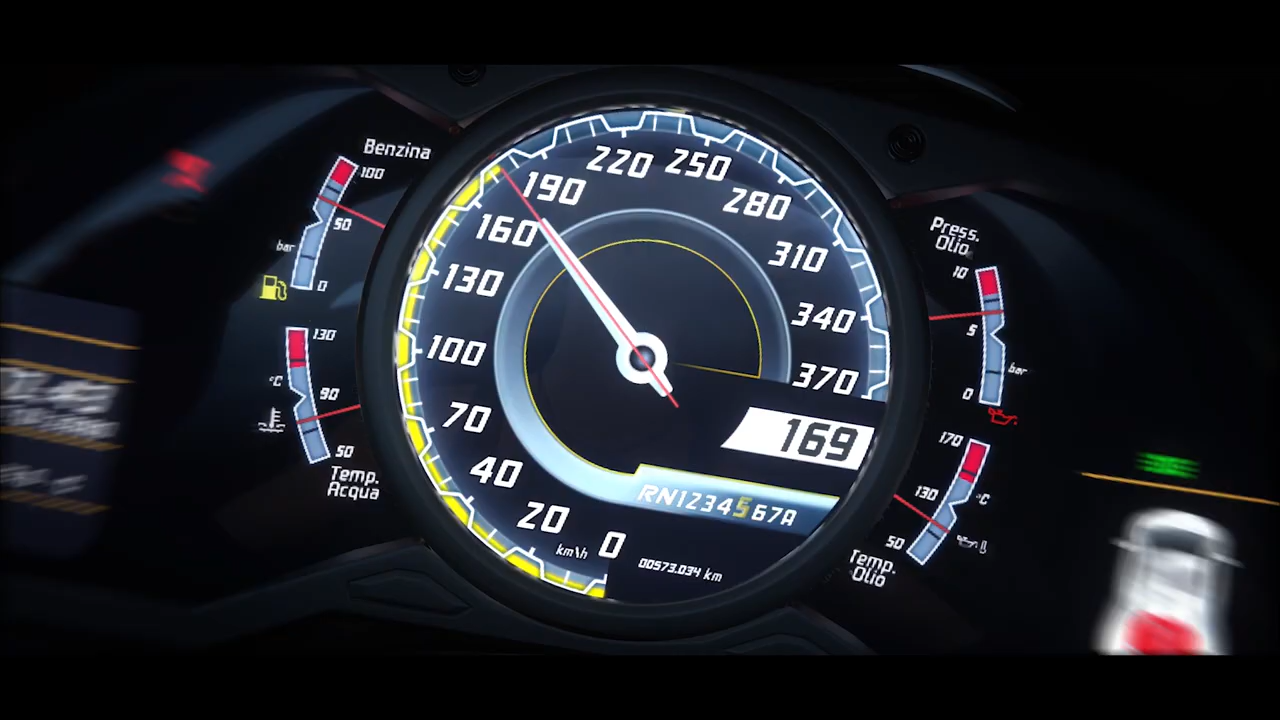 Benzina
100
50
bar
0
130
°C
90
50
Temp.
Acqua
220 250
190 280
160 310
130 340
100 370
70
40
20
0
km\h
169
RN1234567A
00573.034 km
Press.
Olio
10
5
bar
0
170
°C
130
50
Temp.
Olio